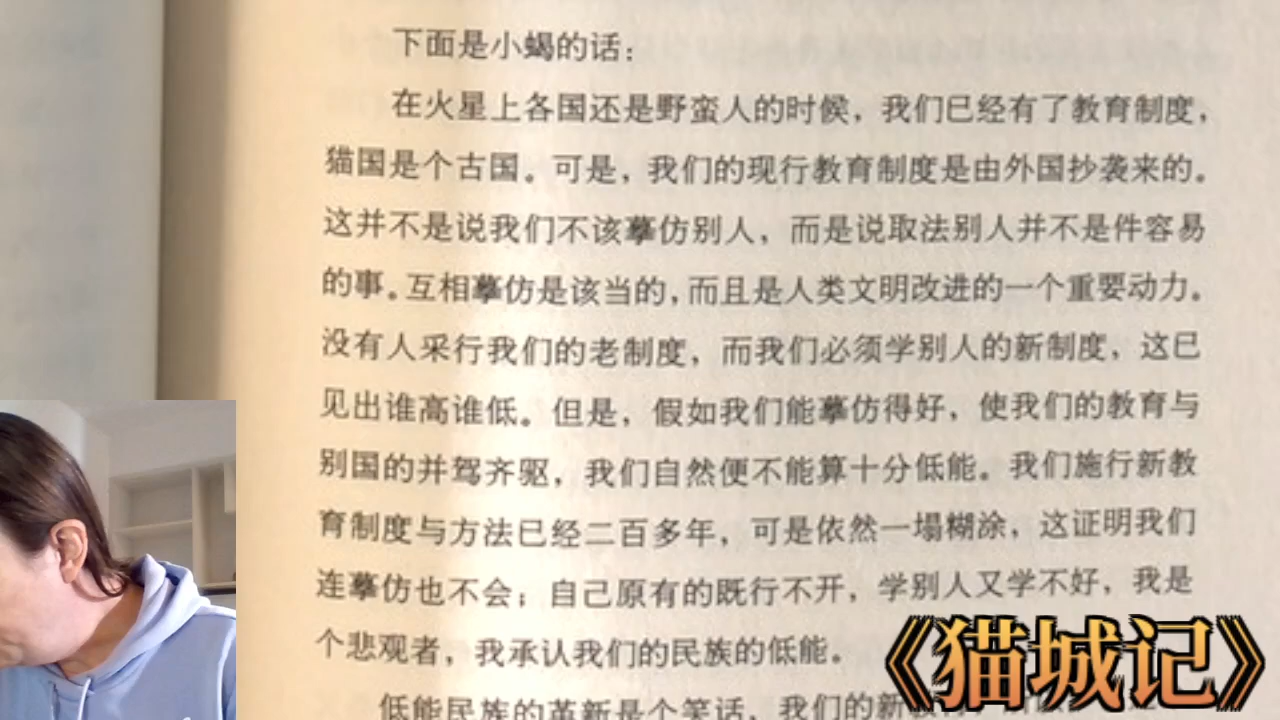 下面是小蝎的话：
在火星上各国还是野蛮人的时候，我们已经有了教育制度，
猫国是个古国。可是，我们的现行教育制度是由外国抄袭来的。
这并不是说我们不该摹仿别人，而是说取法别人并不是件容易
的事。互相摹仿是该当的，而且是人类文明改进的一个重要动力。
没有人采行我们的老制度，而我们必须学别人的新制度，这已
见出谁高谁低。但是，假如我们能摹仿得好，使我们的教育与
别国的并驾齐驱，我们自然便不能算十分低能。我们施行新教
育制度与方法已经二百多年，可是依然一塌糊涂，这证明我们
连摹仿也不会；自己原有的既行不开，学别人又学不好，我是
个悲观者，我承认我们的民族的低能。
低能民族的革新是个笑话，我们的新教育，
《猫城记》